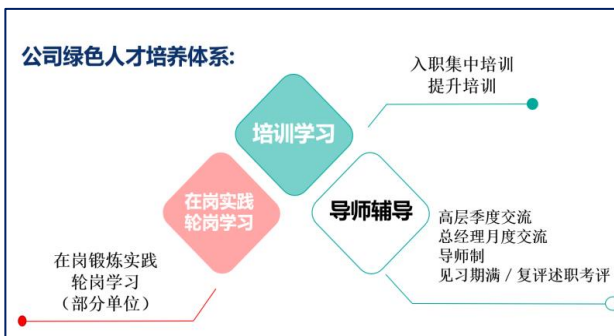 公司绿色人才培养体系:
入职集中培训
提升培训
培训学习
在岗实践
轮岗学习
导师辅导
高层季度交流
总经理月度交流
导师制
见习期满 / 复评述职考评
在岗锻炼实践
轮岗学习
（部分单位）